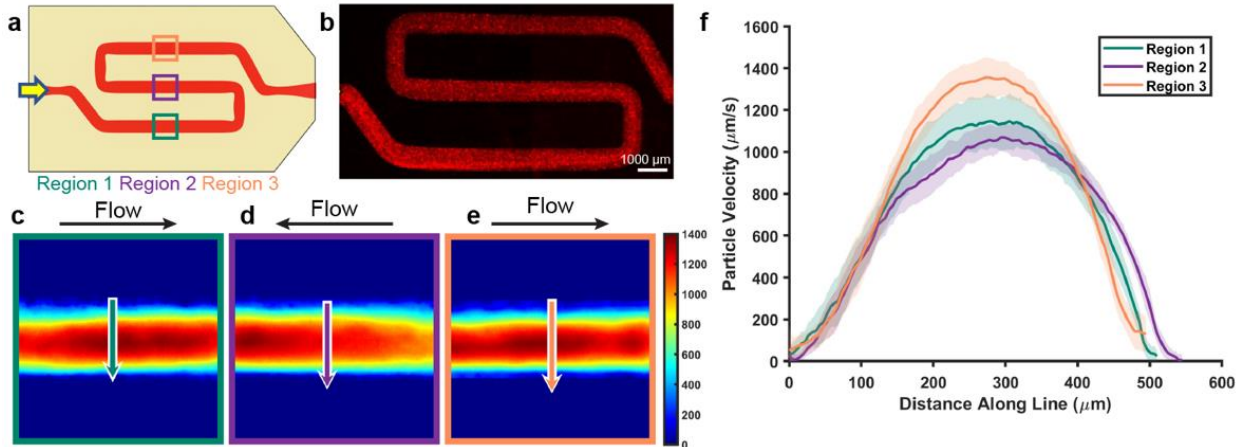 a
b
1000 μm
Region 1 Region 2 Region 3
c
Flow
d
Flow
e
Flow
1400
1200
1000
800
600
400
200
0
f
Region 1
Region 2
Region 3
Particle Velocity (μm/s)
1600
1400
1200
1000
800
600
400
200
0
0 100 200 300 400 500 600
Distance Along Line (μm)